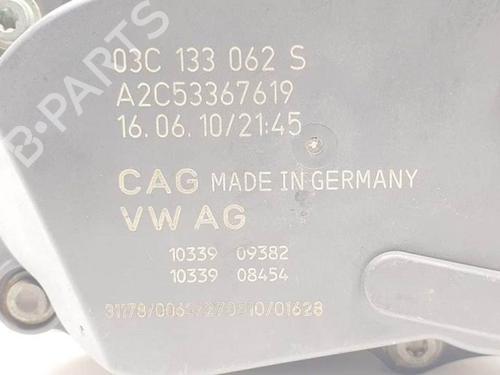 03C 133 062 S
A2C53367619
16.06.10/21:45
CAG MADE IN GERMANY
VW AG
10339 09382
10339 08454